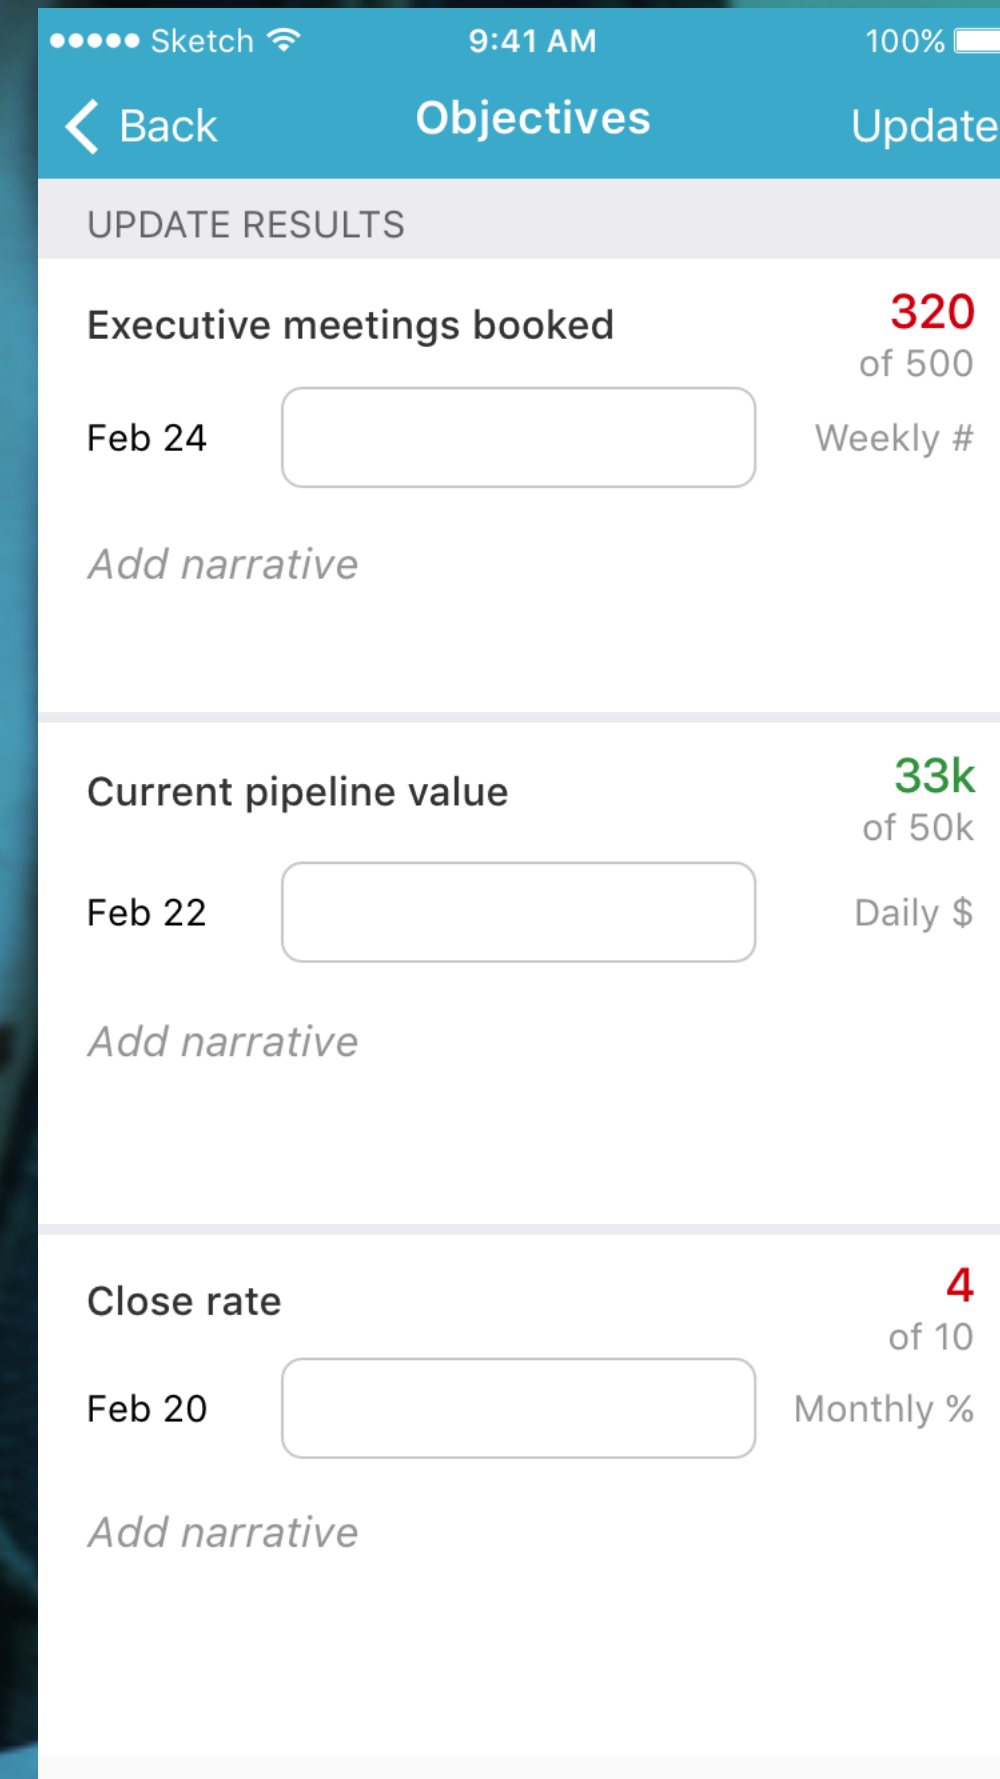 Sketch 9:41 AM 100%
Back Objectives Update
UPDATE RESULTS
Executive meetings booked 320
of 500
Feb 24 Weekly #
Add narrative
Current pipeline value 33k
of 50k
Feb 22 Daily $
Add narrative
Close rate 4
of 10
Feb 20 Monthly %
Add narrative